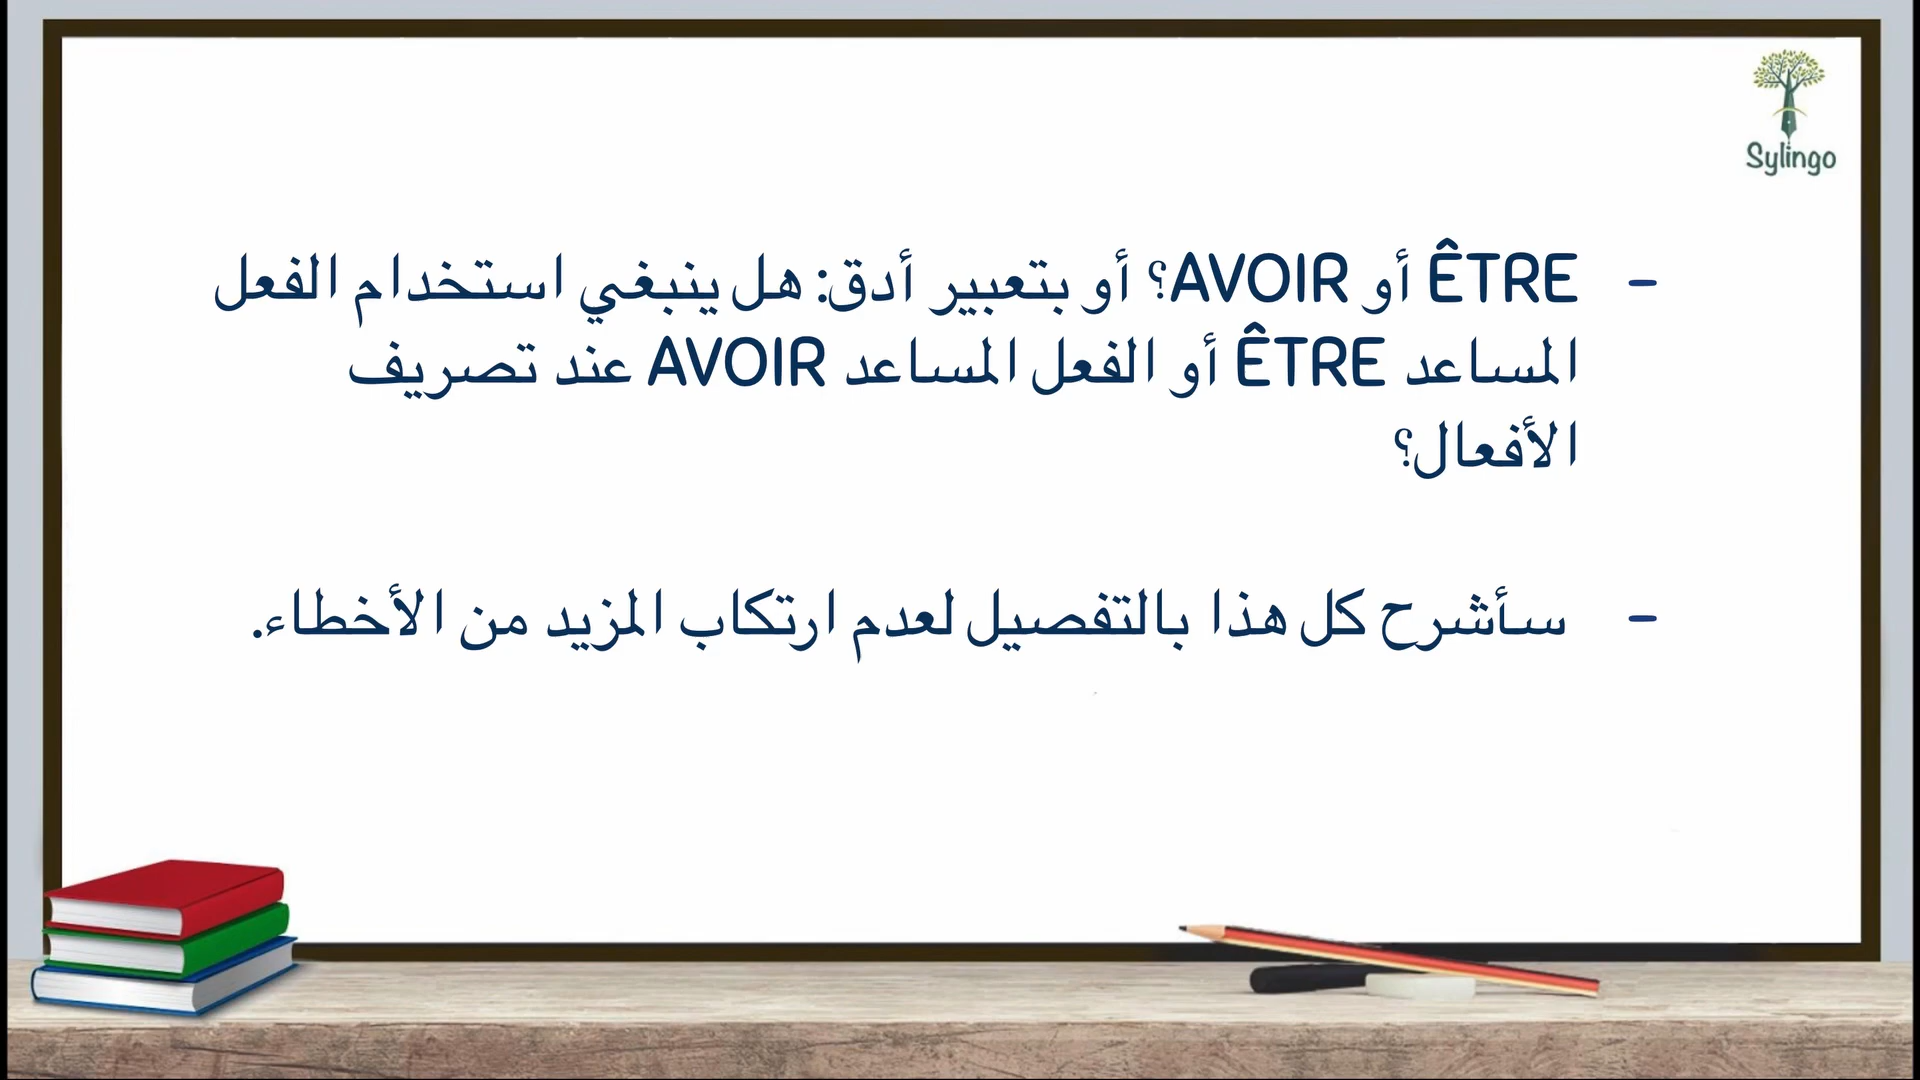 Sylingo
- ÊTRE أو AVOIR؟ أو بتعبير أدق: هل ينبغي استخدام الفعل
المساعد ÊTRE أو الفعل المساعد AVOIR عند تصريف
الأفعال؟
- سأشرح كل هذا بالتفصيل لعدم ارتكاب المزيد من الأخطاء.